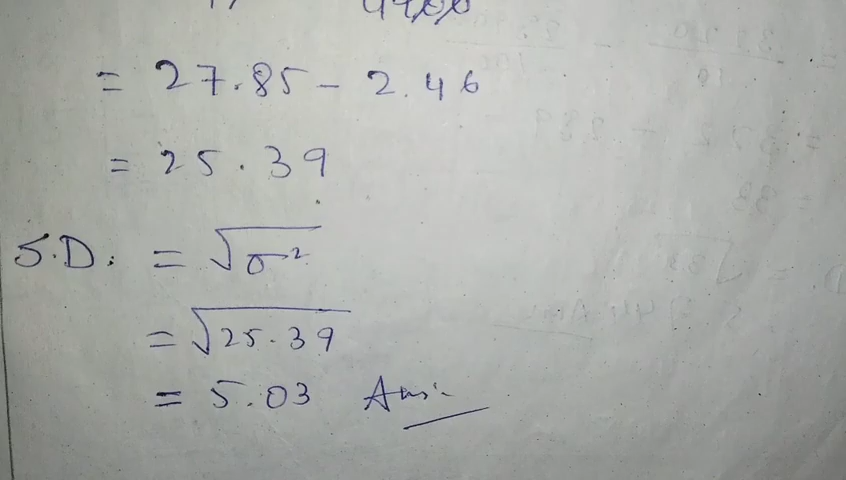 = 27.85 - 2.46
= 25.39
S.D. = √σ²
= √25.39
= 5.03 Ans.